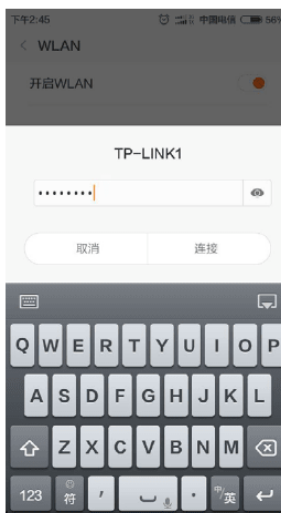 下午2:45 中国电信 56%
< WLAN
开启WLAN
TP-LINK1
••••••••
取消 连接
Q W E R T Y U I O P
A S D F G H J K L
Z X C V B N M
123 符 , . 中/英